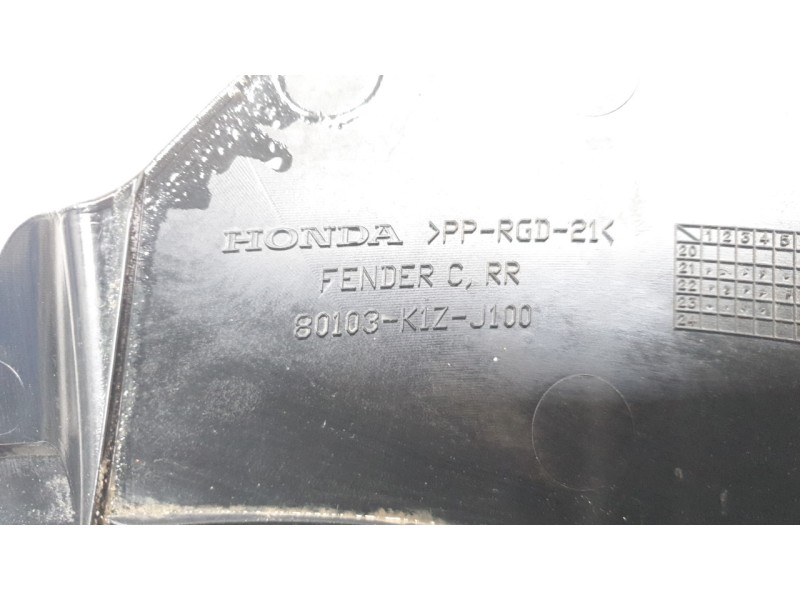 HONDA >PP-RGD-21<
FENDER C, RR
80103-K1Z-J100
1 2 3 4 5
20
21
22
23
24